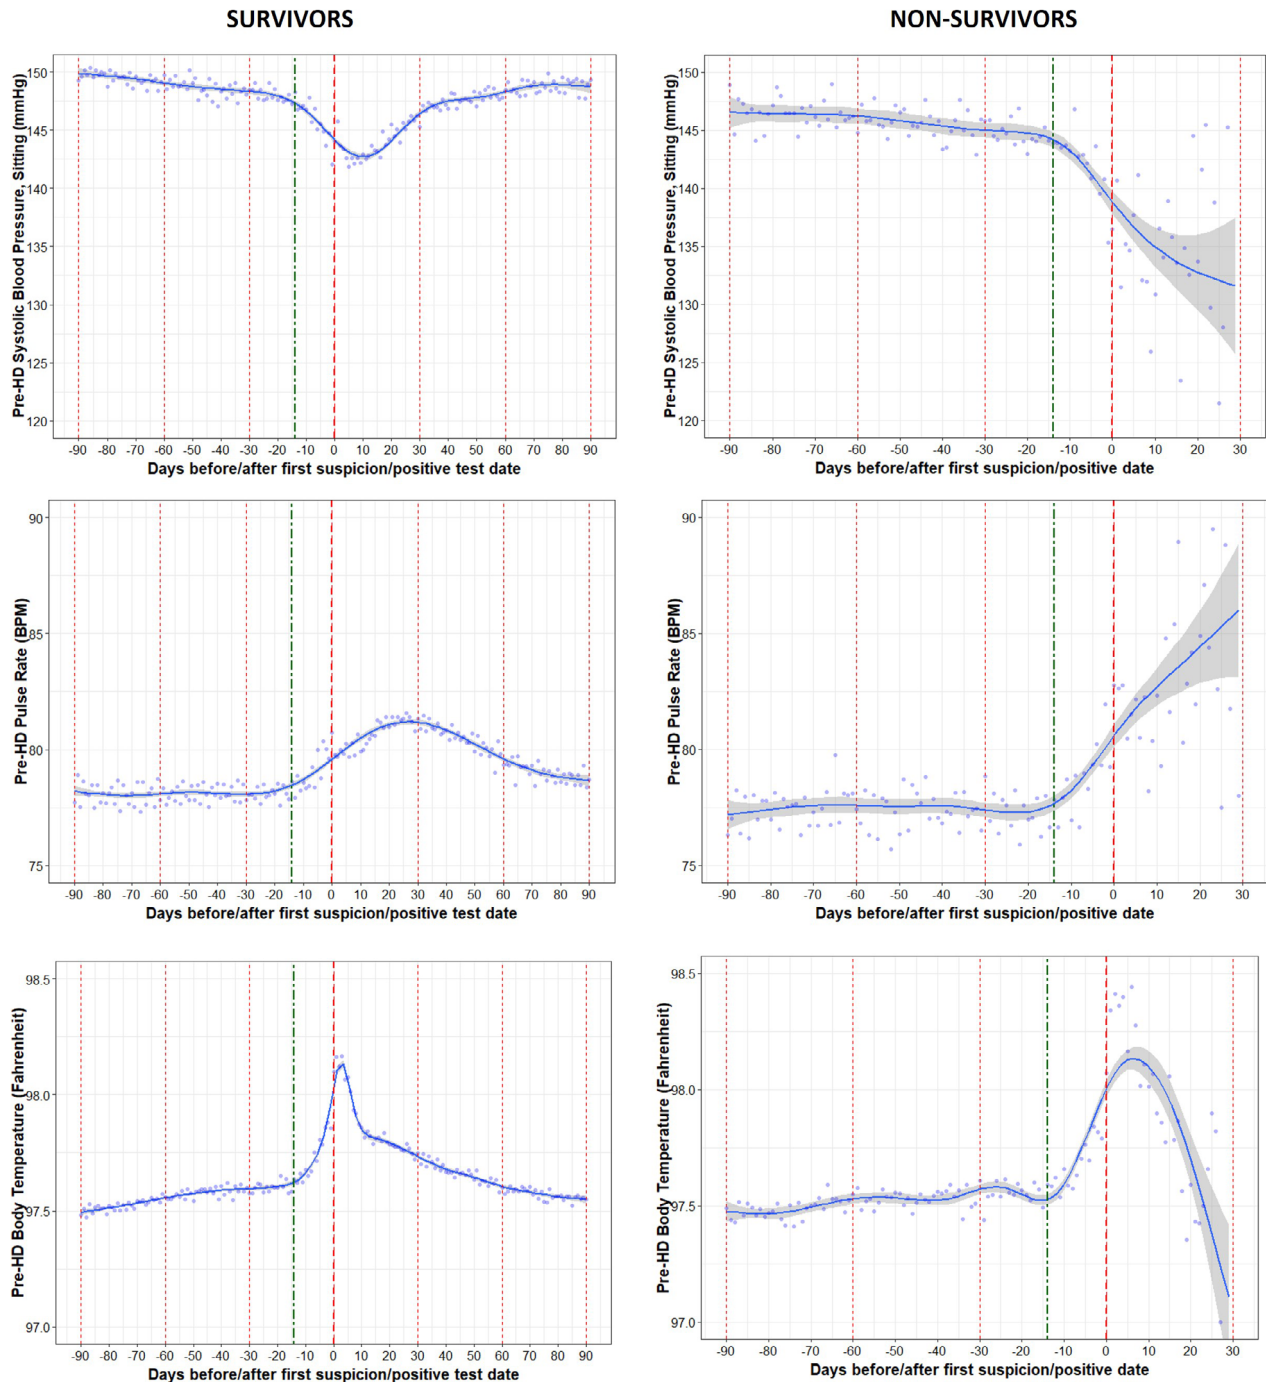 SURVIVORS
NON-SURVIVORS
Pre-HD Systolic Blood Pressure, Sitting (mmHg)
150
145
140
135
130
125
120
-90 -80 -70 -60 -50 -40 -30 -20 -10 0 10 20 30 40 50 60 70 80 90
Days before/after first suspicion/positive test date
Pre-HD Systolic Blood Pressure, Sitting (mmHg)
150
145
140
135
130
125
120
-90 -80 -70 -60 -50 -40 -30 -20 -10 0 10 20 30
Days before/after first suspicion/positive date
Pre-HD Pulse Rate (BPM)
90
85
80
75
-90 -80 -70 -60 -50 -40 -30 -20 -10 0 10 20 30 40 50 60 70 80 90
Days before/after first suspicion/positive test date
Pre-HD Pulse Rate (BPM)
90
85
80
75
-90 -80 -70 -60 -50 -40 -30 -20 -10 0 10 20 30
Days before/after first suspicion/positive date
Pre-HD Body Temperature (Fahrenheit)
98.5
98.0
97.5
97.0
-90 -80 -70 -60 -50 -40 -30 -20 -10 0 10 20 30 40 50 60 70 80 90
Days before/after first suspicion/positive test date
Pre-HD Body Temperature (Fahrenheit)
98.5
98.0
97.5
97.0
-90 -80 -70 -60 -50 -40 -30 -20 -10 0 10 20 30
Days before/after first suspicion/positive date